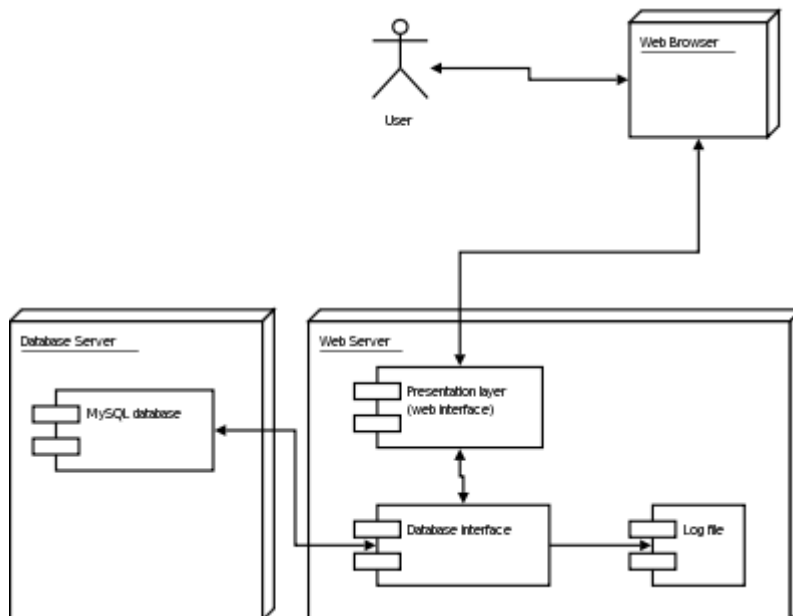 Web Browser
User
Database Server
Web Server
MySQL database
Presentation layer
(web interface)
Database Interface
Log file